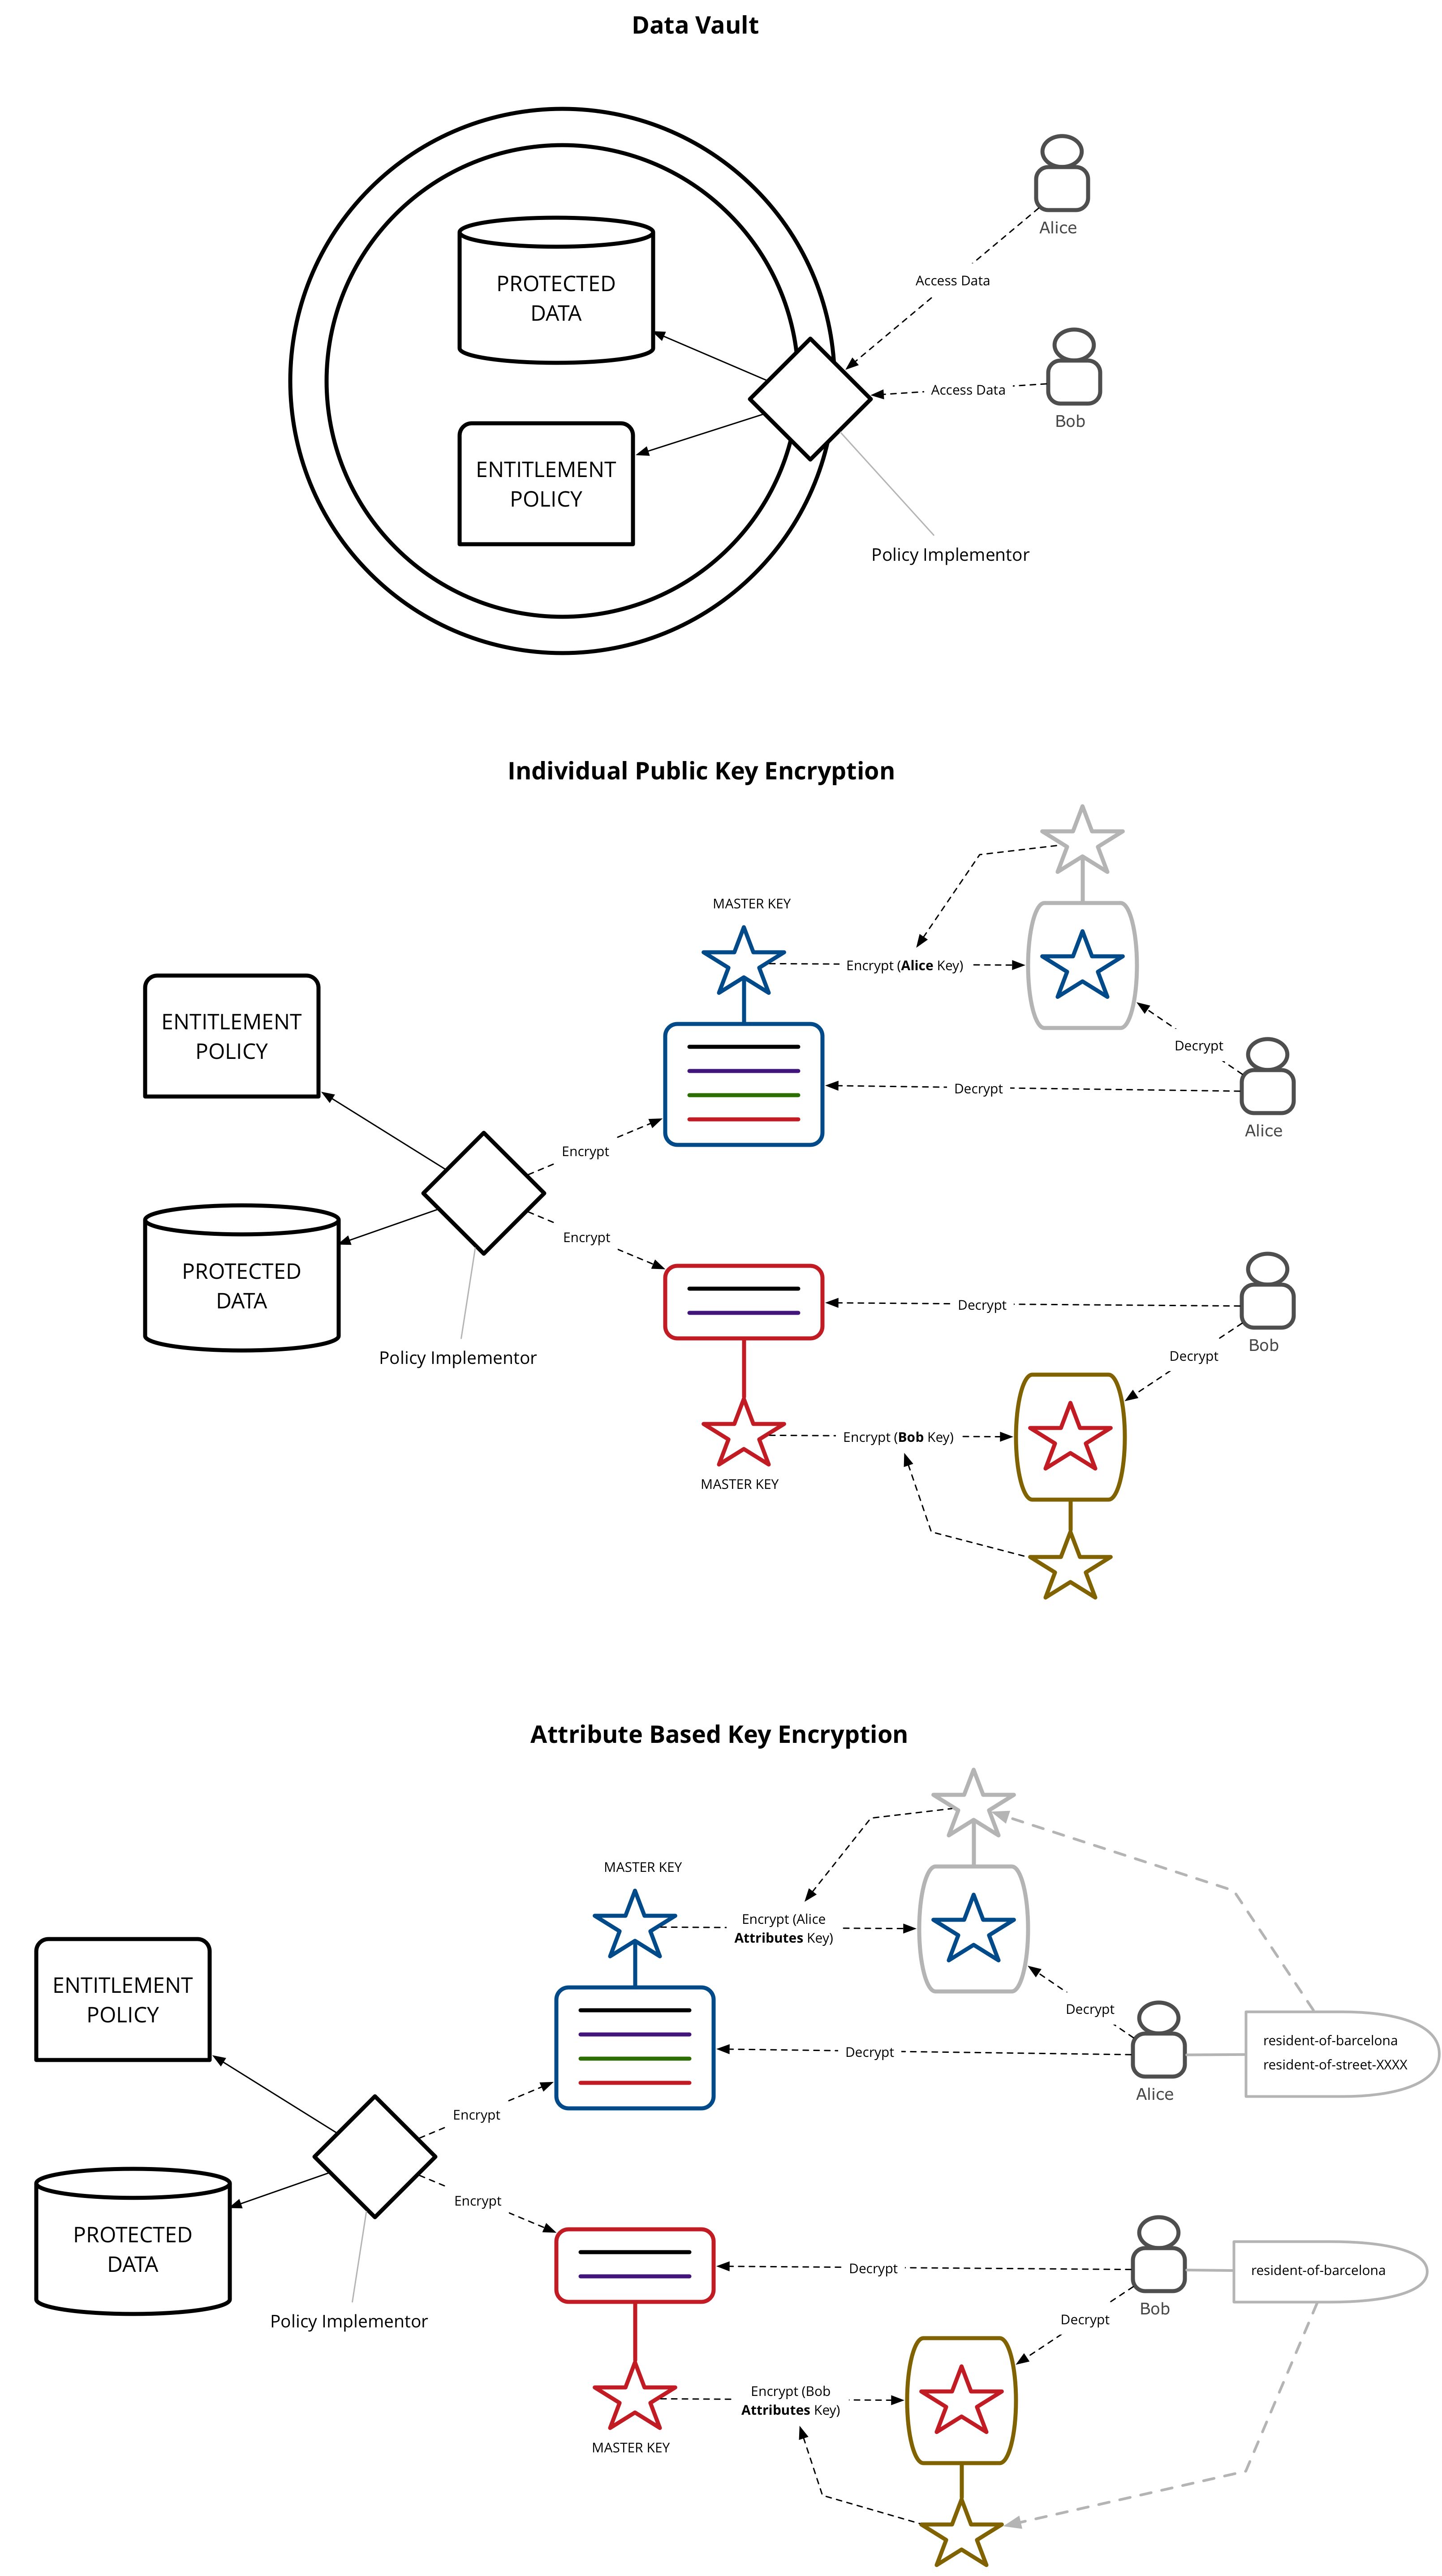 Data Vault
Alice
PROTECTED
DATA
Access Data
Access Data
Bob
ENTITLEMENT
POLICY
Policy Implementor
Individual Public Key Encryption
MASTER KEY
Encrypt (Alice Key)
ENTITLEMENT
POLICY
Decrypt
Decrypt
Alice
Encrypt
Encrypt
PROTECTED
DATA
Decrypt
Bob
Policy Implementor
Decrypt
Encrypt (Bob Key)
MASTER KEY
Attribute Based Key Encryption
MASTER KEY
Encrypt (Alice
Attributes Key)
ENTITLEMENT
POLICY
Decrypt
resident-of-barcelona
resident-of-street-XXXX
Decrypt
Alice
Encrypt
Encrypt
PROTECTED
DATA
Decrypt
resident-of-barcelona
Bob
Policy Implementor
Decrypt
Encrypt (Bob
Attributes Key)
MASTER KEY